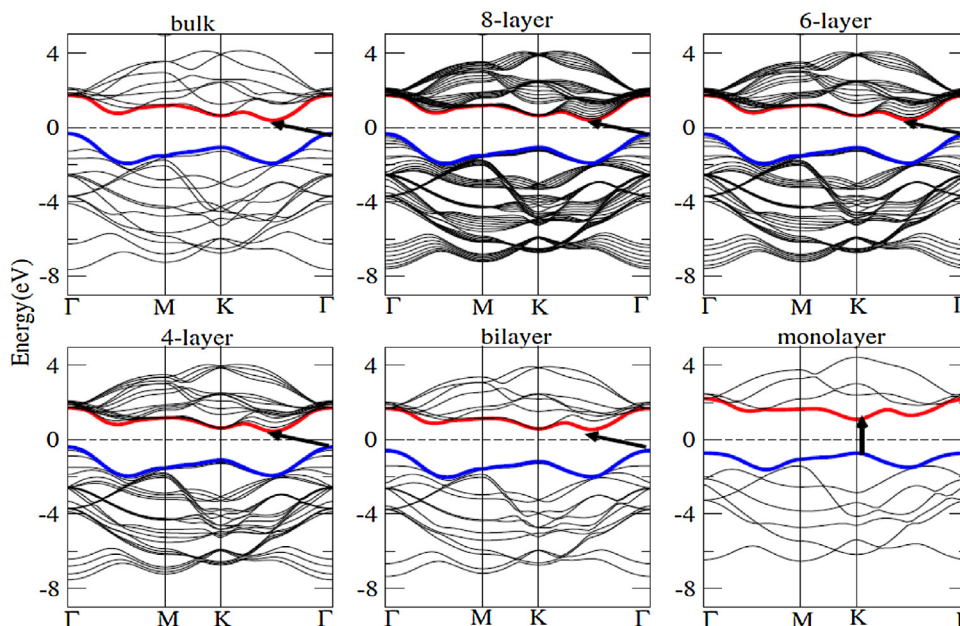 bulk
8-layer
6-layer
4
0
-4
-8
4
0
-4
-8
4
0
-4
-8
Γ M K Γ
Γ M K Γ
Γ M K Γ
Energy(eV)
4-layer
bilayer
monolayer
4
0
-4
-8
4
0
-4
-8
4
0
-4
-8
Γ M K Γ
Γ M K Γ
Γ M K